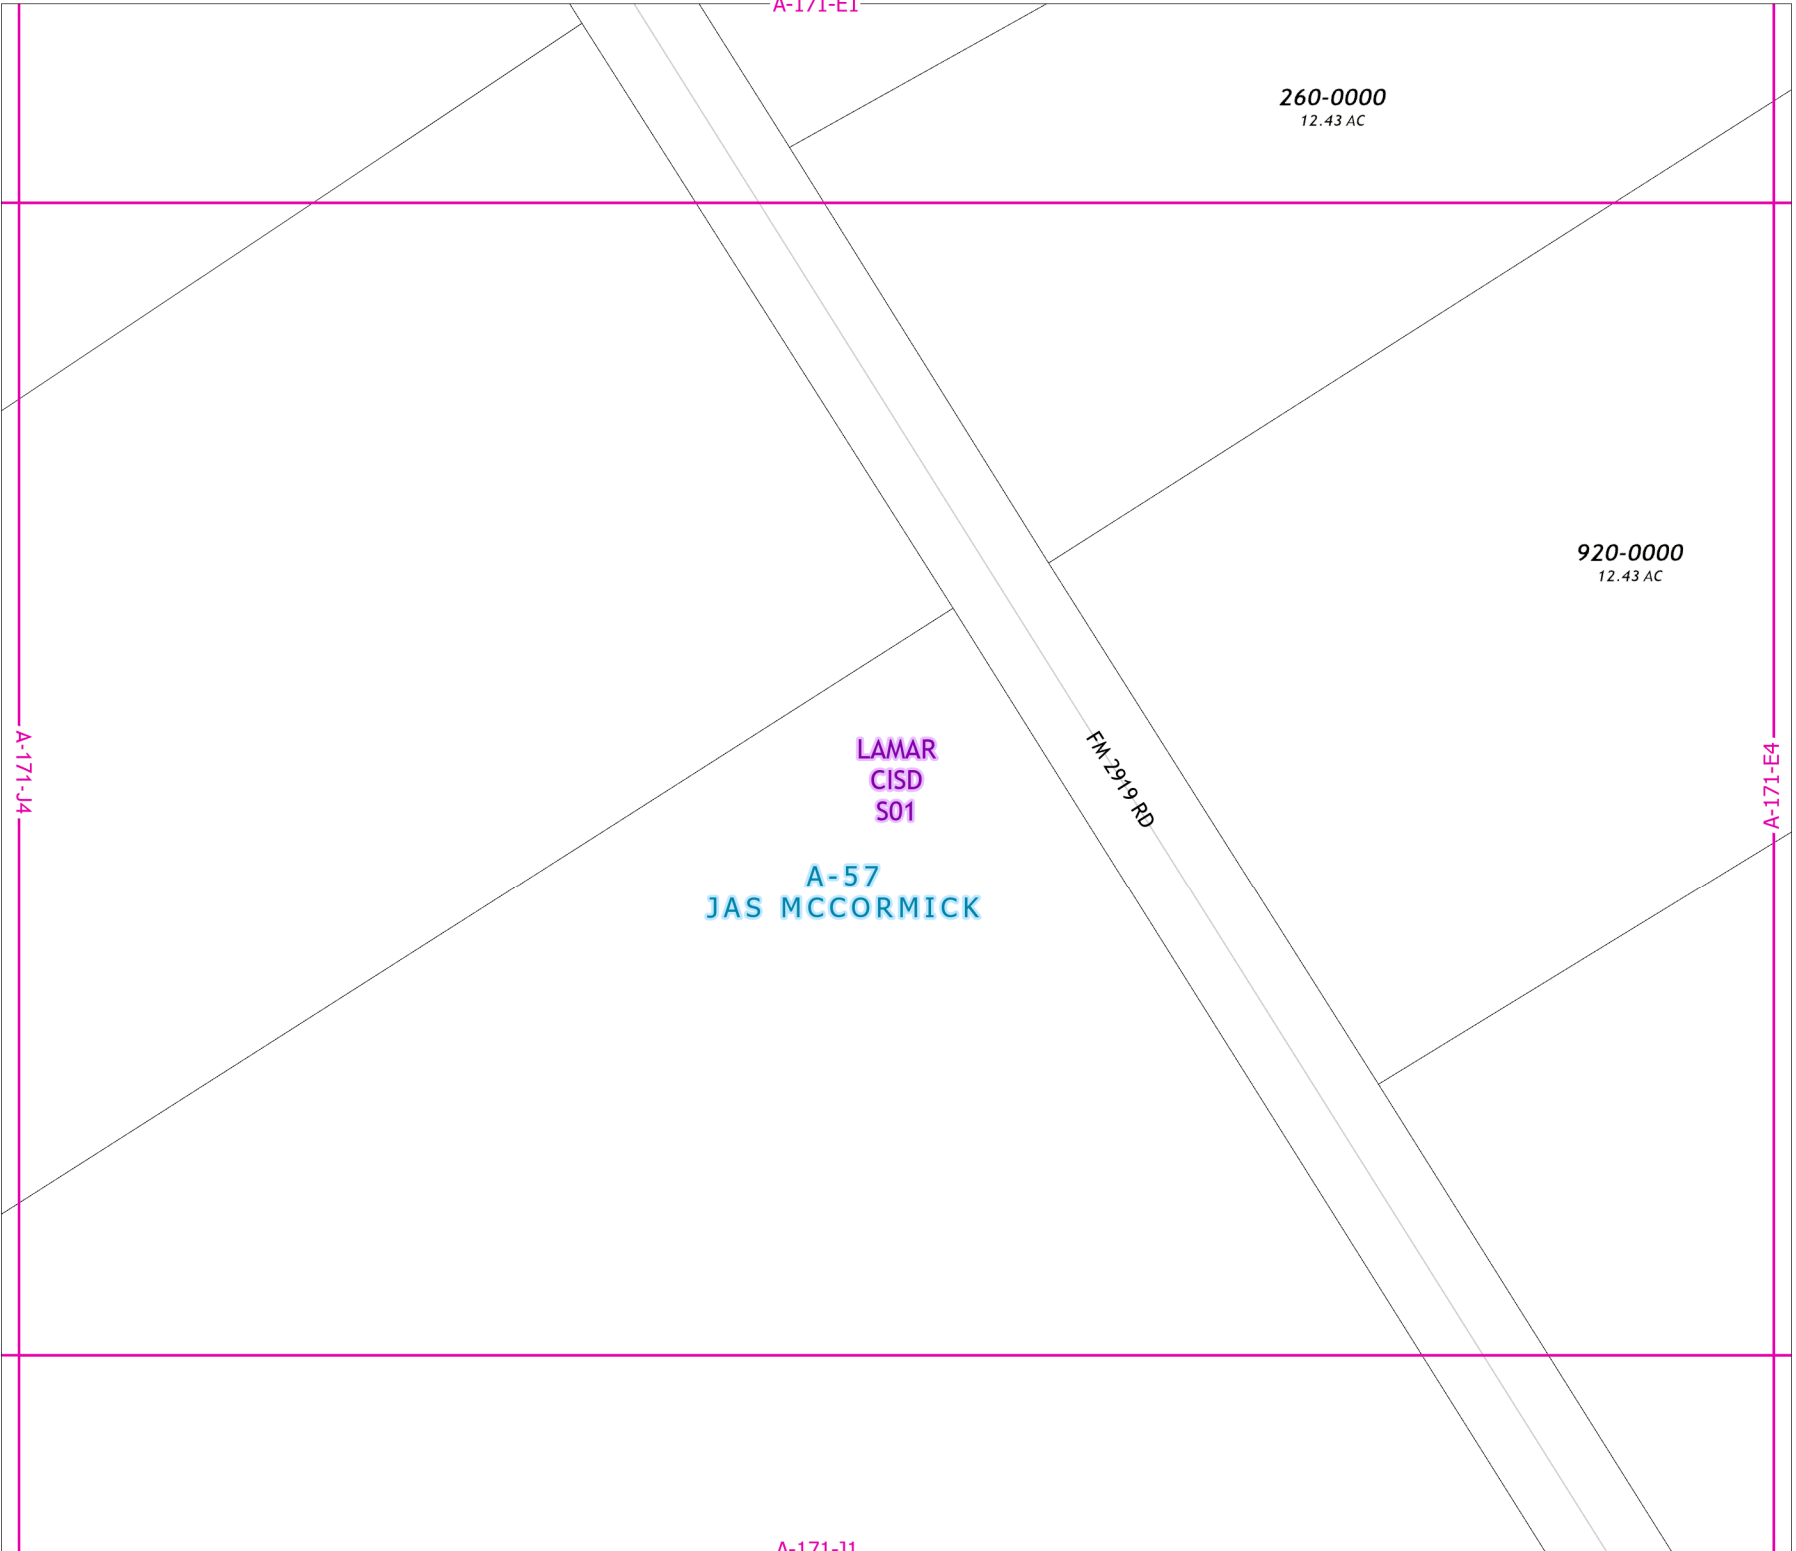 A-171-E1
260-0000
12.43 AC
920-0000
12.43 AC
A-171-J4
LAMAR
CISD
S01
FM 2919 RD
A-171-E4
A-57
JAS MCCORMICK
A-171-J1